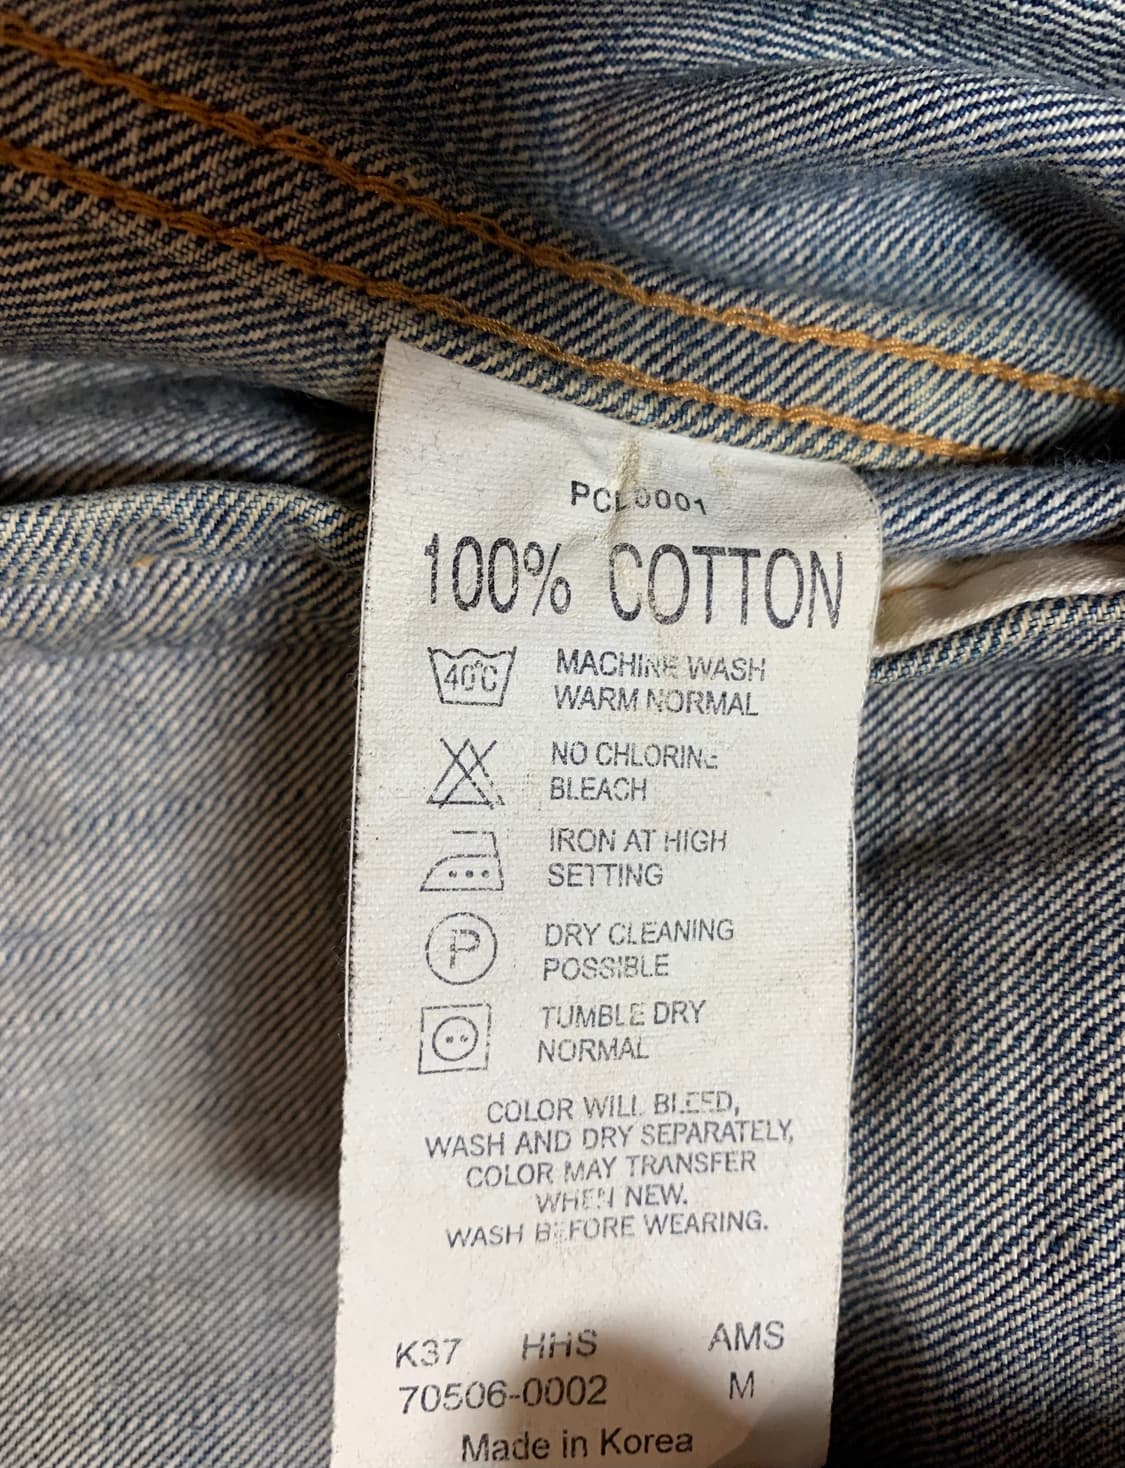 PCL0001
100% COTTON
40°C MACHINE WASH
WARM NORMAL
NO CHLORINE
BLEACH
IRON AT HIGH
SETTING
P DRY CLEANING
POSSIBLE
TUMBLE DRY
NORMAL
COLOR WILL BLEED,
WASH AND DRY SEPARATELY,
COLOR MAY TRANSFER
WHEN NEW.
WASH BEFORE WEARING.
K37 HHS AMS
70506-0002 M
Made in Korea